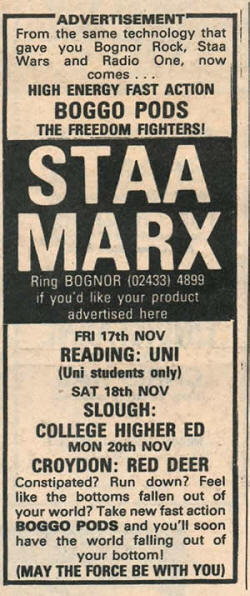 ADVERTISEMENT
From the same technology that
gave you Bognor Rock, Staa
Wars and Radio One, now
comes . . .
HIGH ENERGY FAST ACTION
BOGGO PODS
THE FREEDOM FIGHTERS!
STAA
MARX
Ring BOGNOR (02433) 4899
if you'd like your product
advertised here
FRI 17th NOV
READING: UNI
(Uni students only)
SAT 18th NOV
SLOUGH:
COLLEGE HIGHER ED
MON 20th NOV
CROYDON: RED DEER
Constipated? Run down? Feel
like the bottoms fallen out of
your world? Take new fast action
BOGGO PODS and you'll soon
have the world falling out of
your bottom!
(MAY THE FORCE BE WITH YOU)